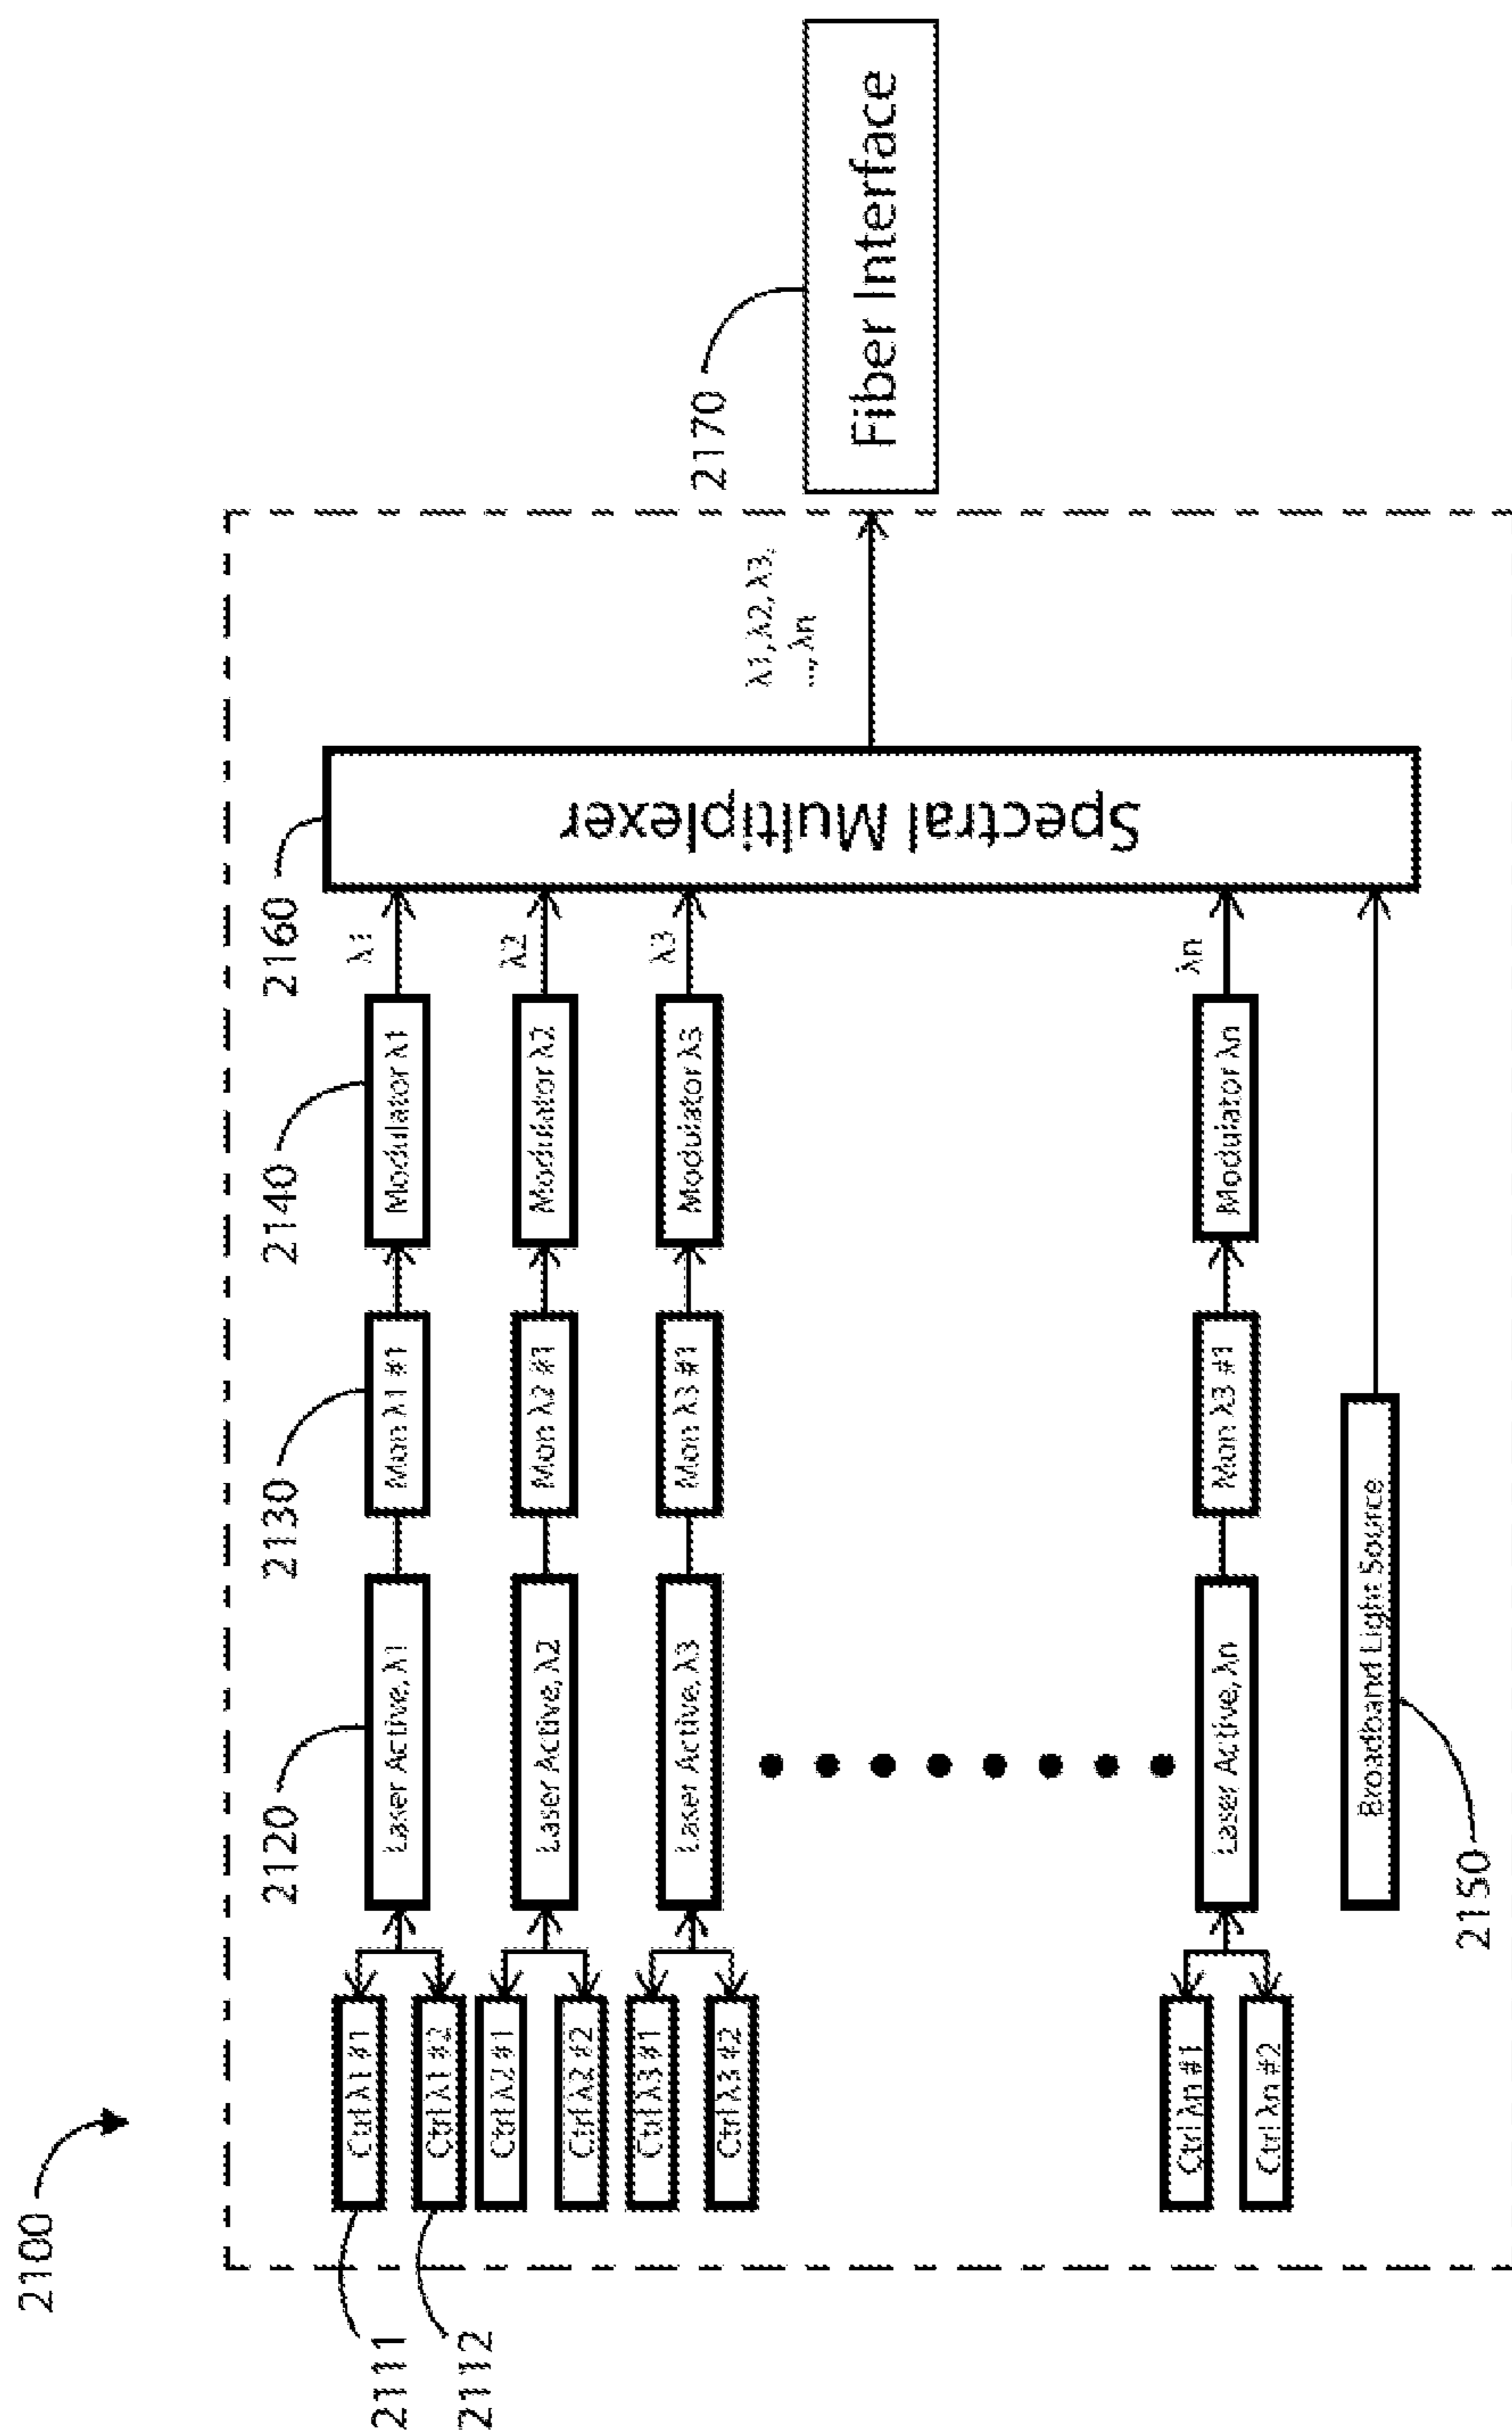 2100
2120
2130
2140
2160
2111
Ctrl λ1 #1
2112
Ctrl λ1 #2
Laser Active, λ1
Mon λ1 #1
Modulator λ1
λ1
Ctrl λ2 #1
Ctrl λ2 #2
Laser Active, λ2
Mon λ2 #1
Modulator λ2
λ2
Ctrl λ3 #1
Ctrl λ3 #2
Laser Active, λ3
Mon λ3 #1
Modulator λ3
λ3
Spectral Multiplexer
λ1, λ2, λ3,
..., λn
2170
Fiber Interface
Ctrl λn #1
Ctrl λn #2
Laser Active, λn
Mon λ3 #1
Modulator λn
λn
Broadband Light Source
2150